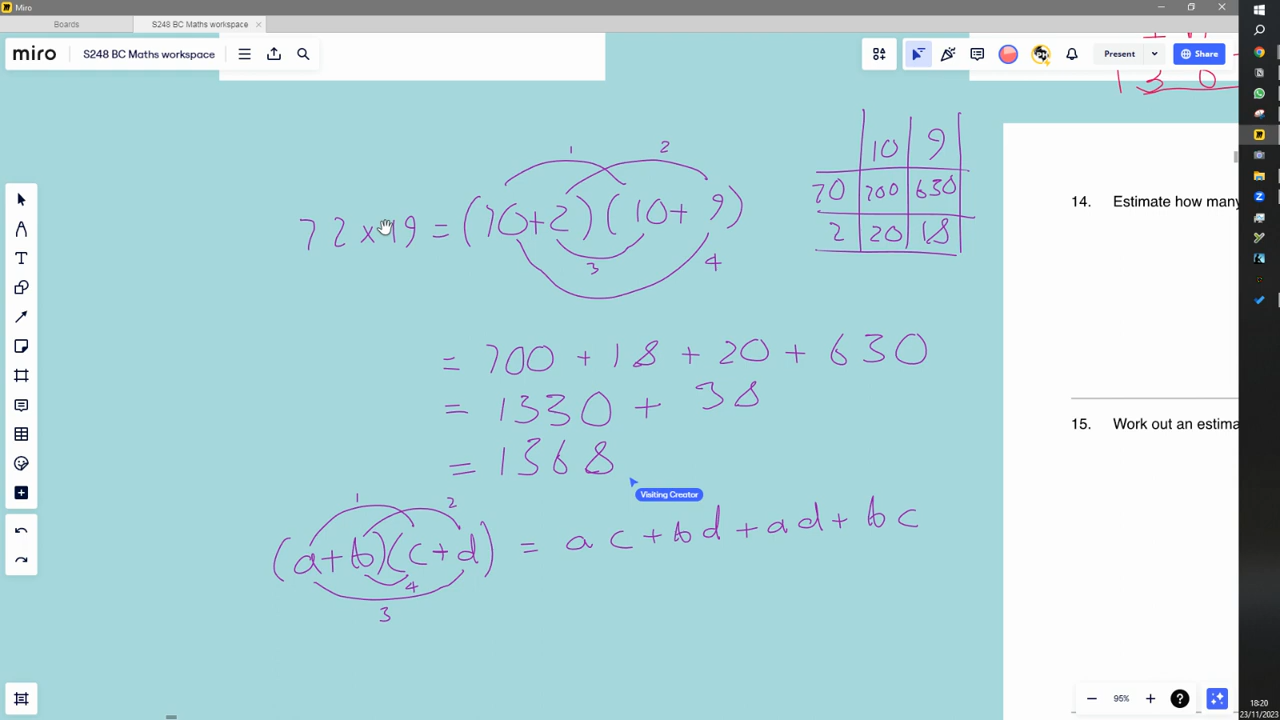 Miro
Boards
S248 BC Maths workspace
miro
S248 BC Maths workspace
Present
Share
130
1 2
72 x 19 = (70+2)(10+9)
3 4
10 9
70 700 630
2 20 18
= 700 + 18 + 20 + 630
= 1330 + 38
= 1368
Visiting Creator
1 2
(a+b)(c+d) = ac+bd+ad+bc
4
3
14. Estimate how many
15. Work out an estima
95%
18:20
23/11/2023